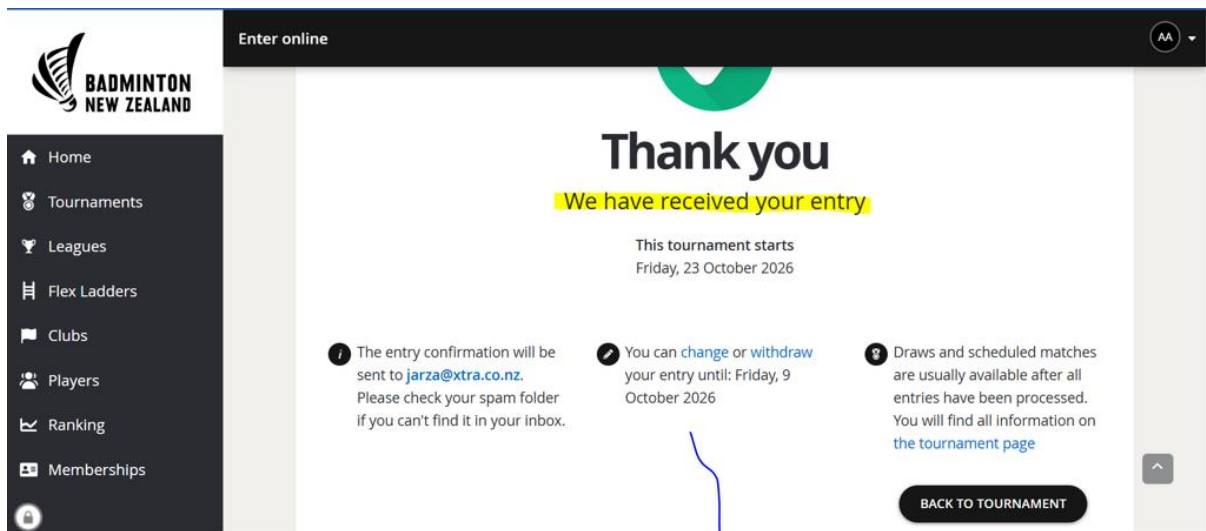 BADMINTON
NEW ZEALAND
Enter online
AA
Home
Tournaments
Leagues
Flex Ladders
Clubs
Players
Ranking
Memberships
Thank you
We have received your entry
This tournament starts
Friday, 23 October 2026
The entry confirmation will be
sent to jarza@xtra.co.nz.
Please check your spam folder
if you can't find it in your inbox.
You can change or withdraw
your entry until: Friday, 9
October 2026
Draws and scheduled matches
are usually available after all
entries have been processed.
You will find all information on
the tournament page
BACK TO TOURNAMENT